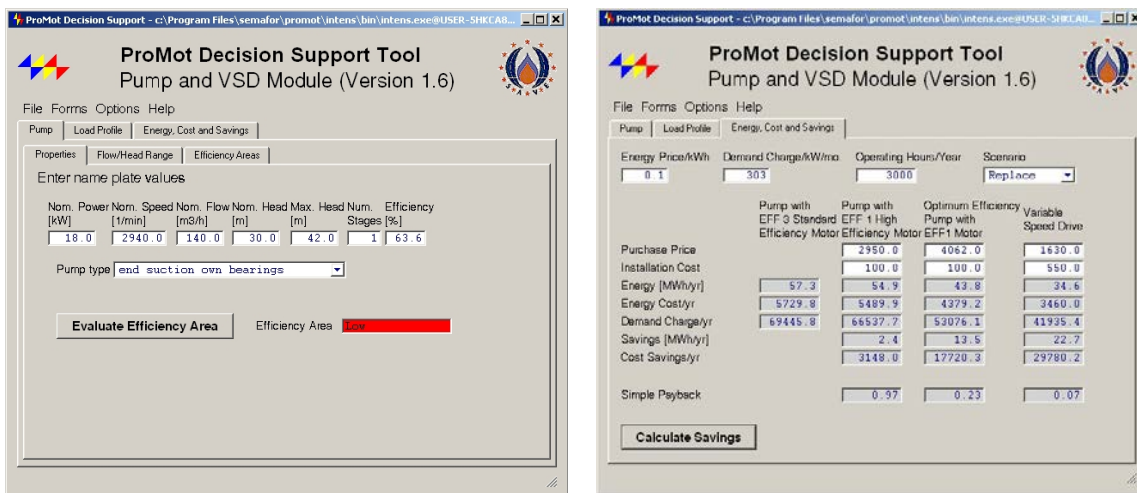 ProMot Decision Support - c:\Program Files\semafor\promot\intens\bin\intens.exe@USER-5HKCA8...
ProMot Decision Support Tool
Pump and VSD Module (Version 1.6)
File Forms Options Help
Pump Load Profile Energy, Cost and Savings
Properties Flow/Head Range Efficiency Areas
Enter name plate values
Nom. Power Nom. Speed Nom. Flow Nom. Head Max. Head Num. Efficiency
[kW] [1/min] [m3/h] [m] [m] Stages [%]
18.0 2940.0 140.0 30.0 42.0 1 63.6
Pump type end suction own bearings
Evaluate Efficiency Area Efficiency Area Low
ProMot Decision Support - c:\Program Files\semafor\promot\intens\bin\intens.exe@USER-5HKCA8...
ProMot Decision Support Tool
Pump and VSD Module (Version 1.6)
File Forms Options Help
Pump Load Profile Energy, Cost and Savings
Energy Price/kWh Demand Charge/kW/mo. Operating Hours/Year Scenario
0.1 303 3000 Replace
Pump with Pump with Optimum Efficiency Variable
EFF 3 Standard EFF 1 High Pump with Speed Drive
Efficiency Motor Efficiency Motor EFF1 Motor
Purchase Price 2950.0 4062.0 1630.0
Installation Cost 100.0 100.0 550.0
Energy [MWh/yr] 57.3 54.9 43.8 34.6
Energy Cost/yr 5729.8 5489.9 4379.2 3460.0
Demand Charge/yr 69445.8 66537.7 53076.1 41935.4
Savings [MWh/yr] 2.4 13.5 22.7
Cost Savings/yr 3148.0 17720.3 29780.2
Simple Payback 0.97 0.23 0.07
Calculate Savings